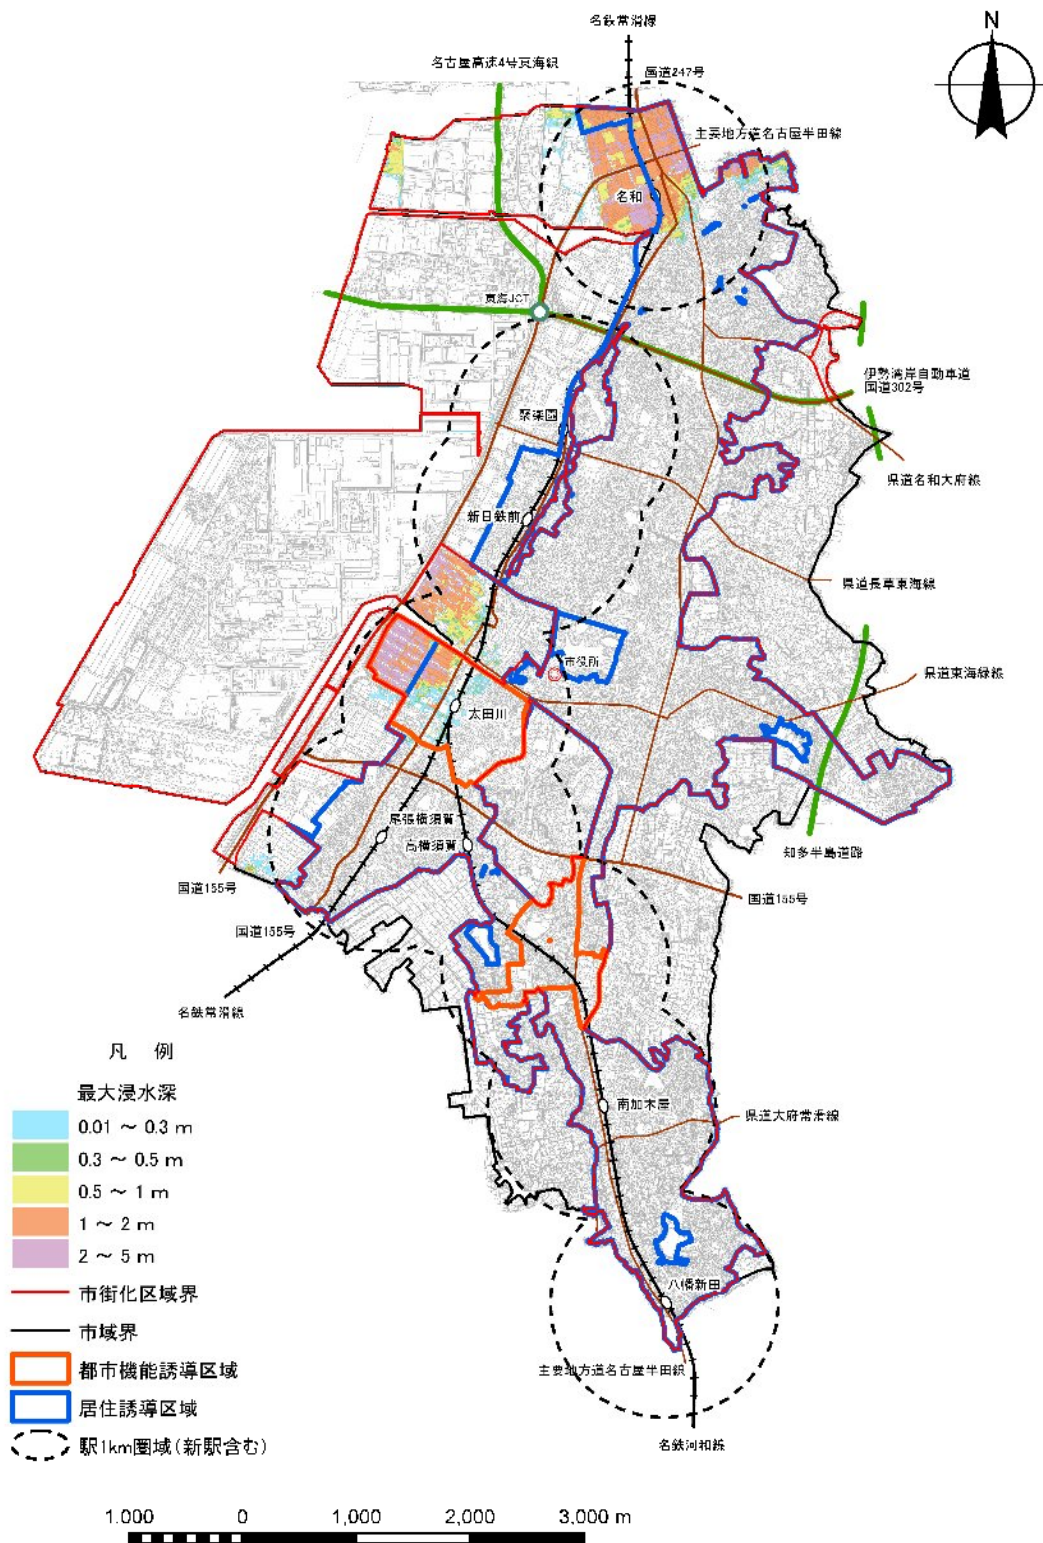 名鉄常滑線
N
名古屋高速4号東海線
国道247号
主要地方道名古屋半田線
名和
東海JCT
伊勢湾岸自動車道
国道302号
聚楽園
県道名和大府線
新日鉄前
県道長草東海線
市役所
県道東海緑線
太田川
尾張横須賀
高横須賀
知多半島道路
国道155号
国道155号
国道155号
名鉄常滑線
凡 例
最大浸水深
0.01 ~ 0.3 m
0.3 ~ 0.5 m
0.5 ~ 1 m
1 ~ 2 m
2 ~ 5 m
市街化区域界
市域界
都市機能誘導区域
居住誘導区域
駅1km圏域(新駅含む)
南加木屋
県道大府常滑線
八幡新田
主要地方道名古屋半田線
名鉄河和線
1,000 0 1,000 2,000 3,000 m